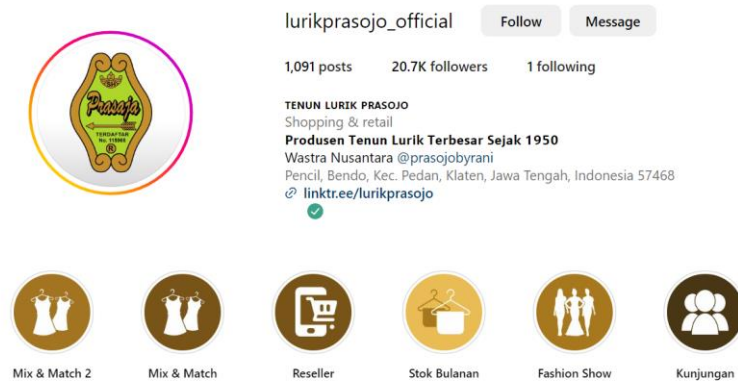 lurikprasojo_official Follow Message
1,091 posts 20.7K followers 1 following
TENUN LURIK PRASOJO
Shopping & retail
Produsen Tenun Lurik Terbesar Sejak 1950
Wastra Nusantara @prasojobyrani
Pencil, Bendo, Kec. Pedan, Klaten, Jawa Tengah, Indonesia 57468
linktr.ee/lurikprasojo
Prasaja
TERDAFTAR
R
Mix & Match 2 Mix & Match Reseller Stok Bulanan Fashion Show Kunjungan